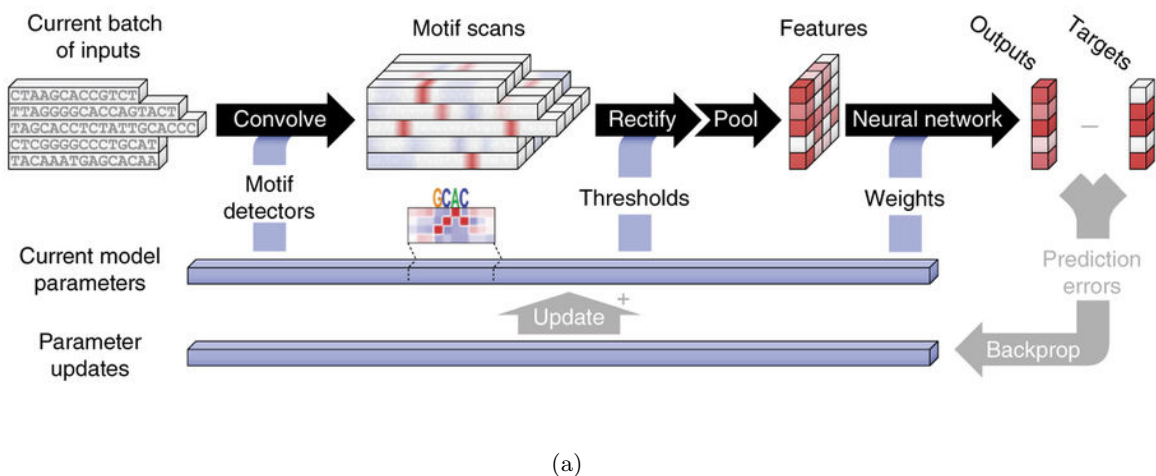 Current batch
of inputs
Motif scans
Features
Outputs
Targets
CTAAGCACCGTCT
TTAGGGGCACCAGTACT
TAGCACCTCTATTGCACCC
CTCGGGGCCCTGCAT
TACAAATGAGCACAA
Convolve
Rectify
Pool
Neural network
–
Motif
detectors
GCAC
Thresholds
Weights
Current model
parameters
Prediction
errors
Update
+
Parameter
updates
Backprop
(a)